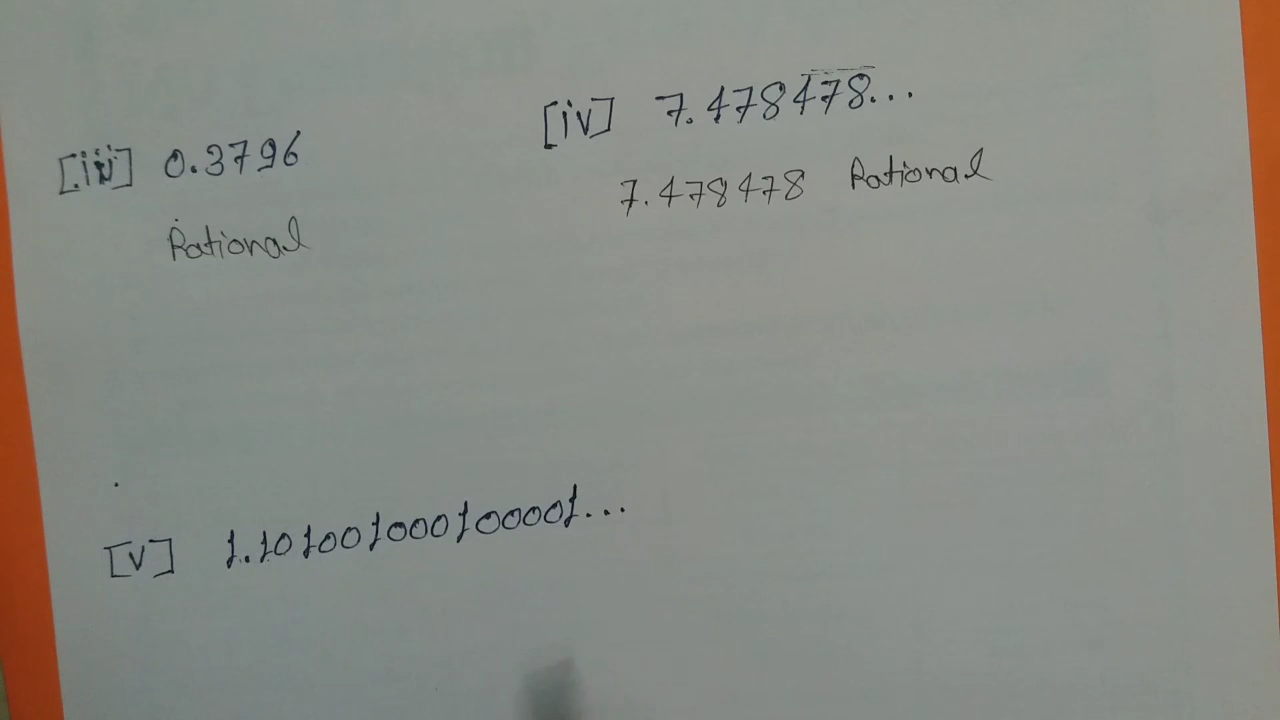 [iii] 0.3796
Rational
[iv] 7.478478...
7.478478 Rational
[v] 1.101001000100001...